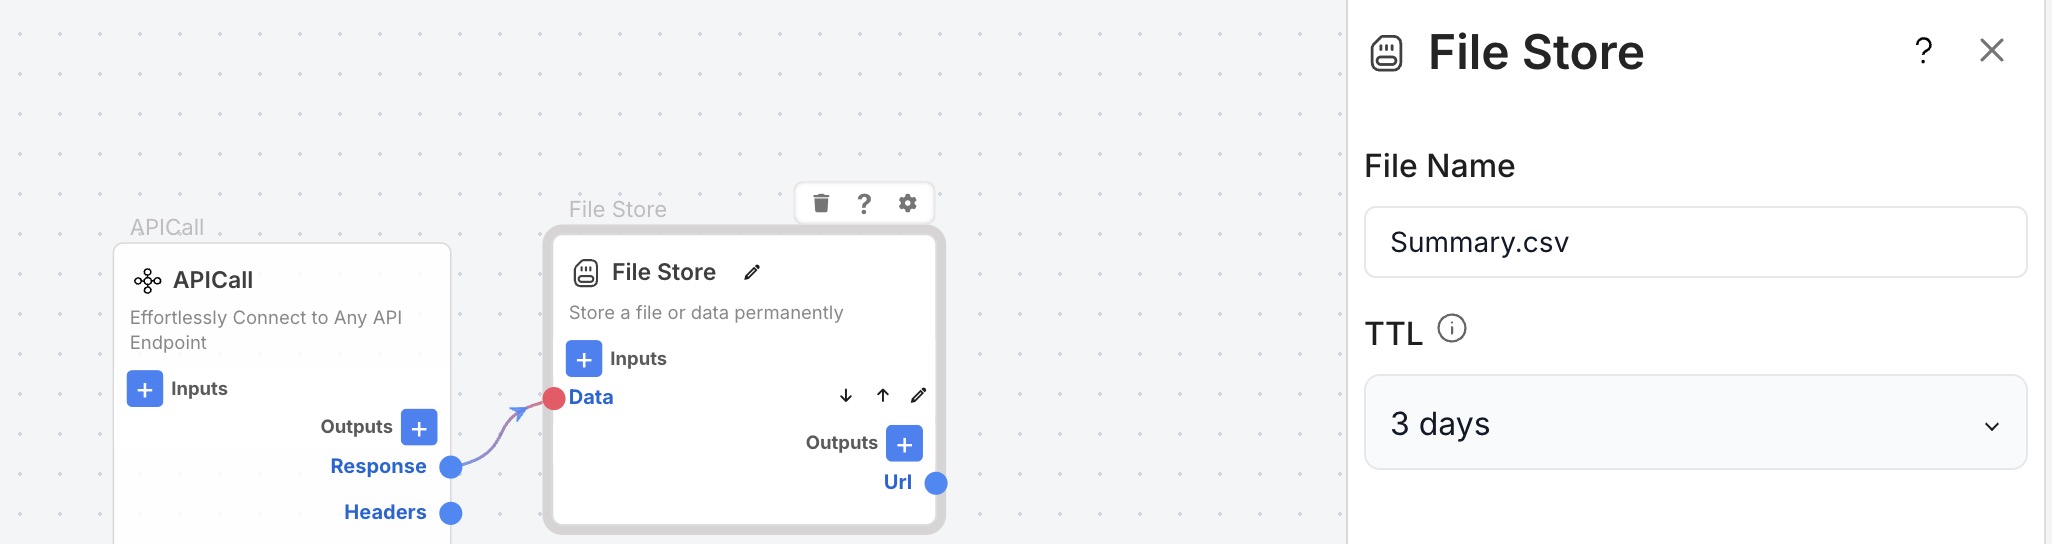 APICall
APICall
Effortlessly Connect to Any API
Endpoint
Inputs
Outputs
Response
Headers
File Store
?
File Store
Store a file or data permanently
Inputs
Data
Outputs
Url
File Store
?
File Name
Summary.csv
TTL
3 days